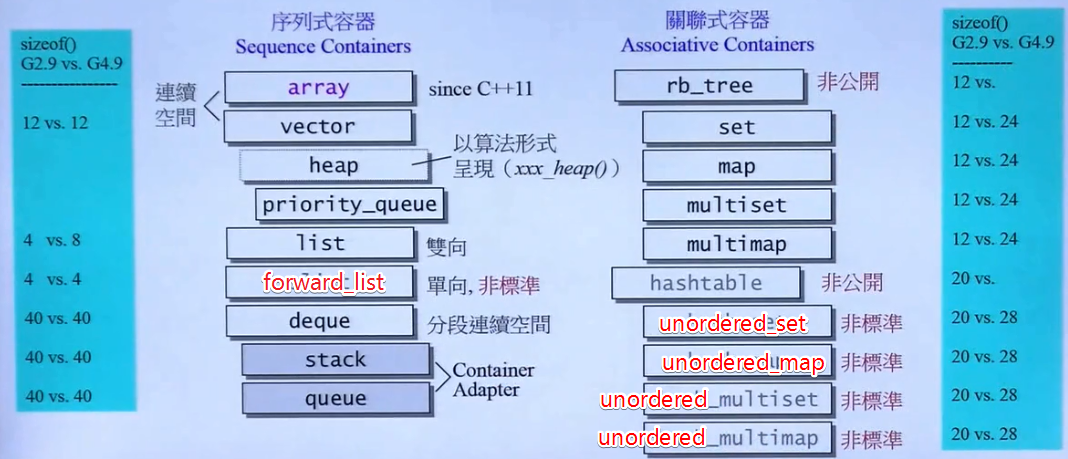 序列式容器
Sequence Containers
關聯式容器
Associative Containers
sizeof()
G2.9 vs. G4.9
----------------
12 vs. 12
4 vs. 8
4 vs. 4
40 vs. 40
40 vs. 40
40 vs. 40
連續
空間
array
since C++11
vector
heap
以算法形式
呈現（xxx_heap()）
priority_queue
list
雙向
forward_list
單向, 非標準
deque
分段連續空間
stack
queue
Container
Adapter
rb_tree
非公開
set
map
multiset
multimap
hashtable
非公開
unordered_set
非標準
unordered_map
非標準
unordered_multiset
非標準
unordered_multimap
非標準
sizeof()
G2.9 vs. G4.9
----------
12 vs.
12 vs. 24
12 vs. 24
12 vs. 24
12 vs. 24
20 vs.
20 vs. 28
20 vs. 28
20 vs. 28
20 vs. 28